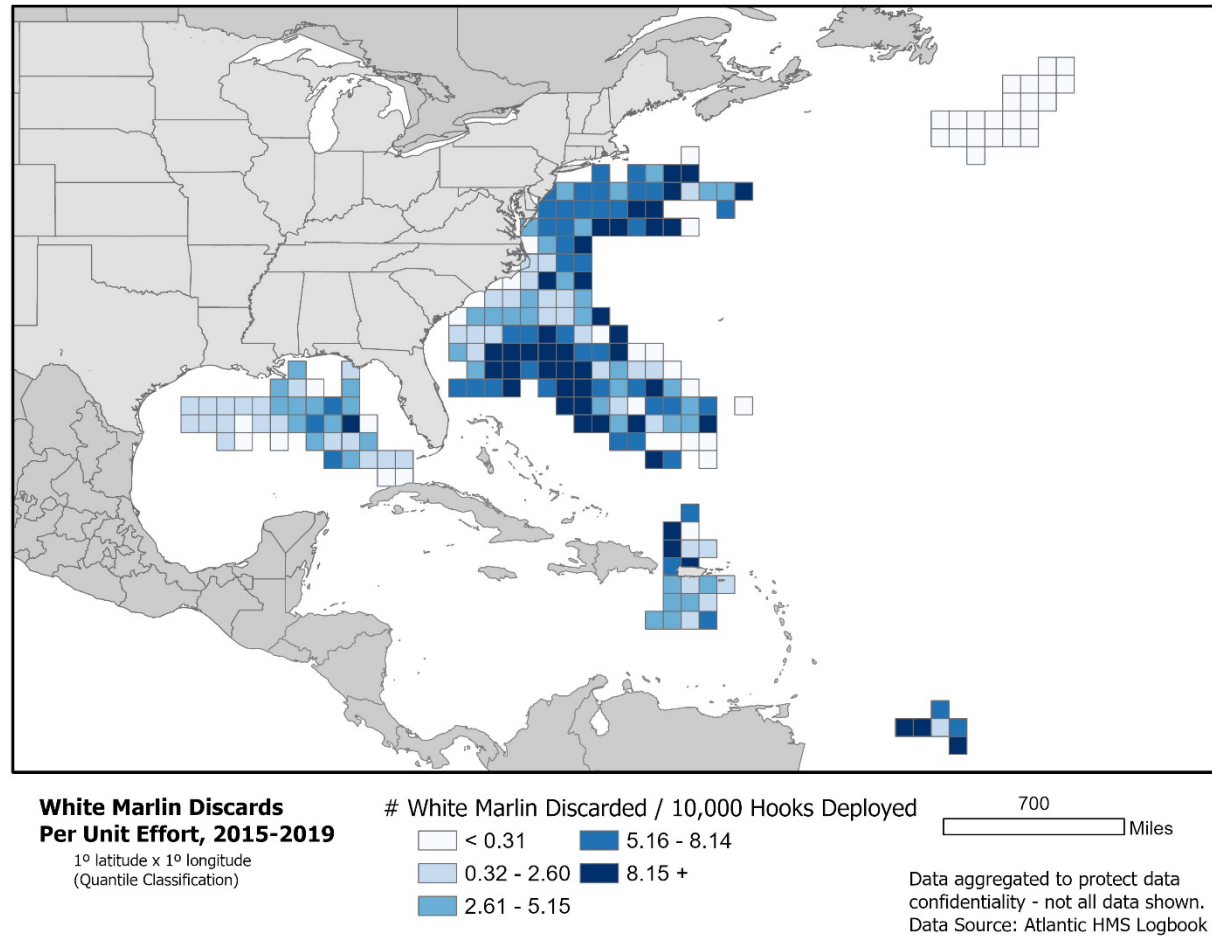 White Marlin Discards
Per Unit Effort, 2015-2019
1º latitude x 1º longitude
(Quantile Classification)
# White Marlin Discarded / 10,000 Hooks Deployed
< 0.31
0.32 - 2.60
2.61 - 5.15
5.16 - 8.14
8.15 +
700
Miles
Data aggregated to protect data
confidentiality - not all data shown.
Data Source: Atlantic HMS Logbook